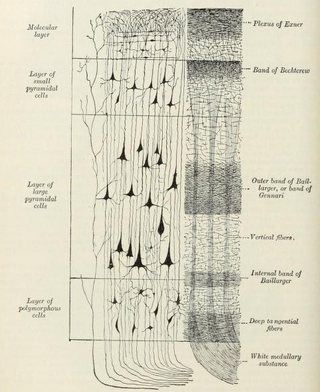 Molecular
layer
Layer of
small
pyramidal
cells
Layer of
large
pyramidal
cells
Layer of
polymorphous
cells
Plexus of Exner
Band of Bechterew
Outer band of Bail-
larger, or band of
Gennari
Vertical fibers.
Internal band of
Baillarger
Deep tangential
fibers
White medullary
substance